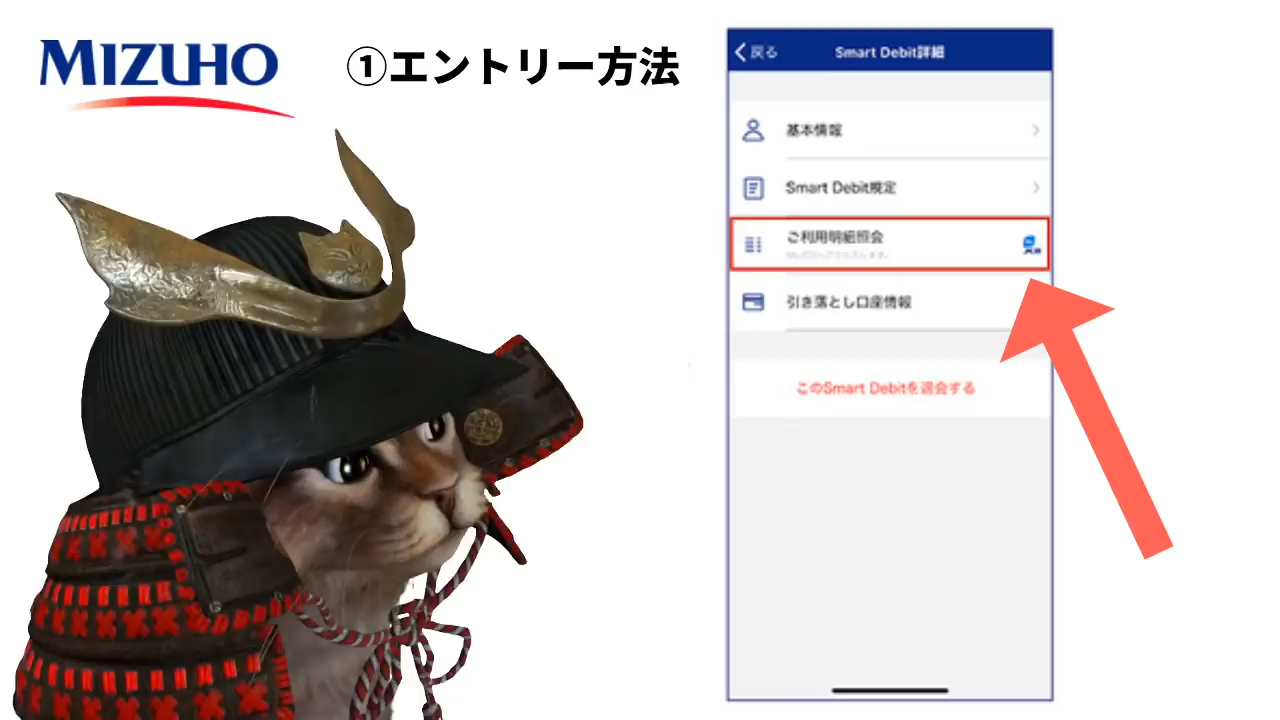 MIZUHO
①エントリー方法
戻る
Smart Debit詳細
基本情報
Smart Debit規定
ご利用明細照会
引き落とし口座情報
このSmart Debitを退会する